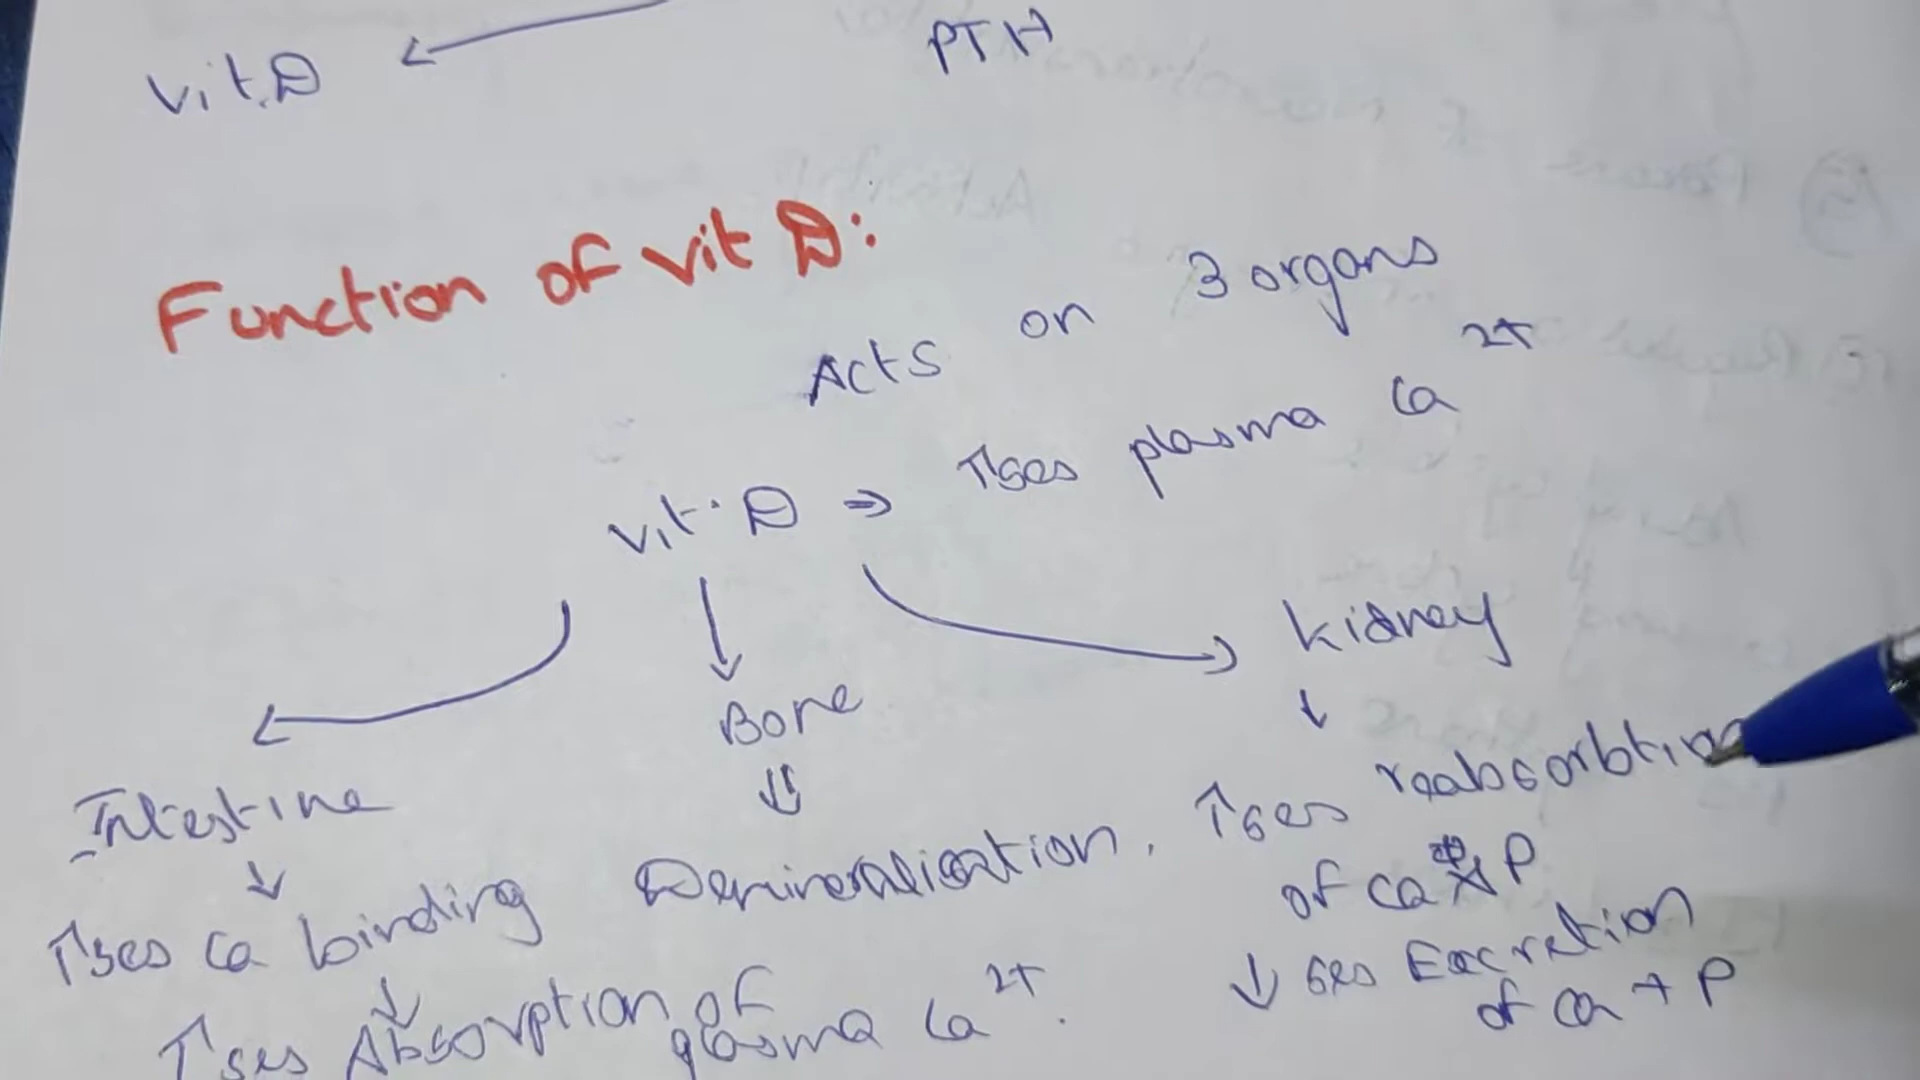 Vit.D PTH
Function of vit D:
Acts on 3 organs
Vit.D ⇒ ↑ses plasma Ca2+
Intestine
↓
↑ses Ca binding
↓
↑ses Absorption of
plasma Ca2+.
Bone
⇓
Demineralisation.
Kidney
↓
↑ses reabsorbtion
of Ca + P
↓ses Excretion
of Ca + P